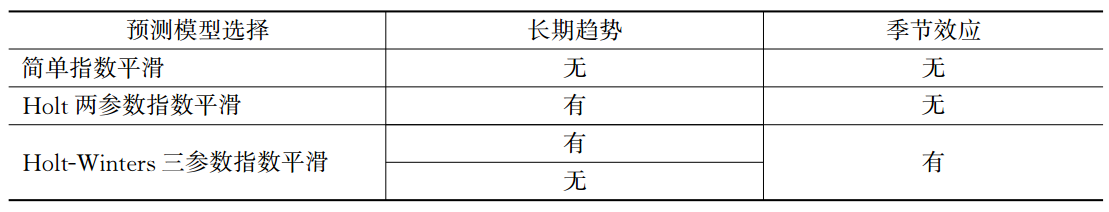 预测模型选择 长期趋势 季节效应
简单指数平滑 无 无
Holt 两参数指数平滑 有 无
Holt-Winters 三参数指数平滑 有 有
无